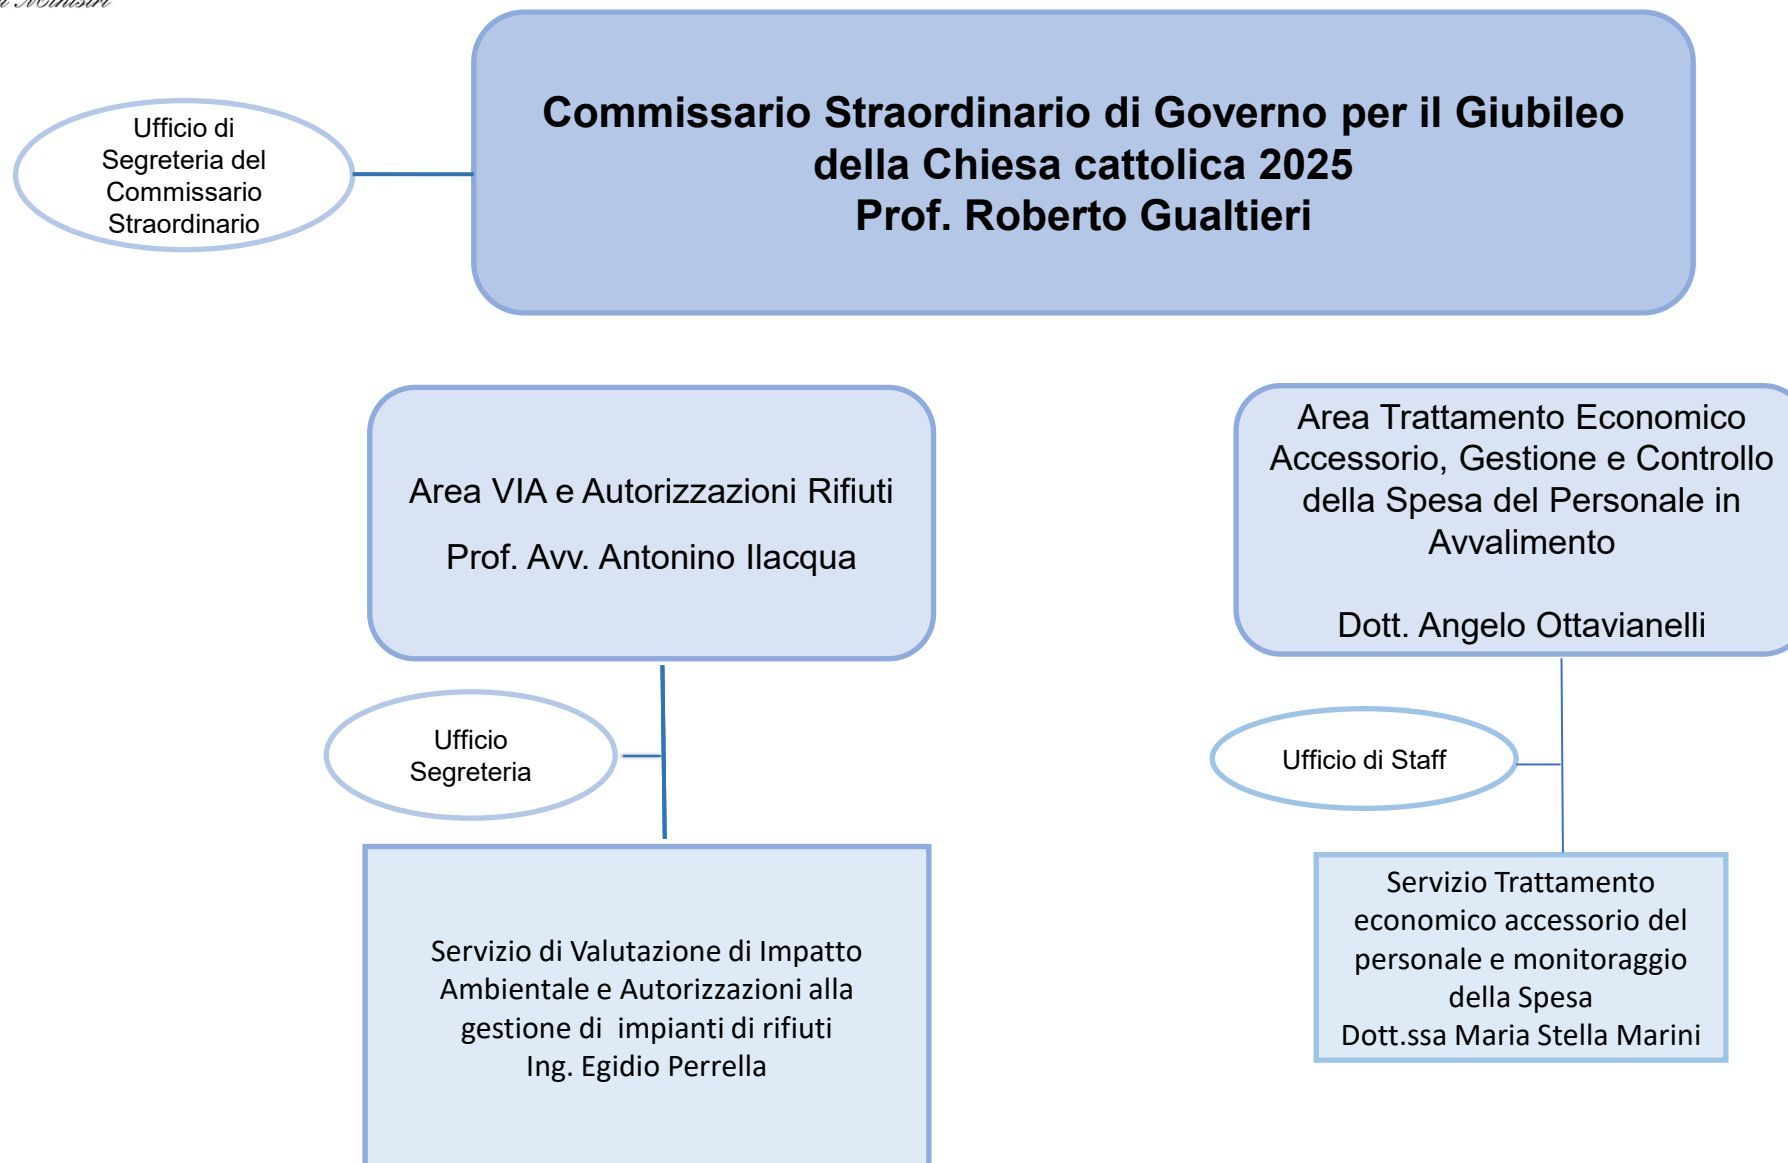 Ministri
Commissario Straordinario di Governo per il Giubileo
della Chiesa cattolica 2025
Prof. Roberto Gualtieri
Ufficio di
Segreteria del
Commissario
Straordinario
Area VIA e Autorizzazioni Rifiuti
Prof. Avv. Antonino Ilacqua
Area Trattamento Economico
Accessorio, Gestione e Controllo
della Spesa del Personale in
Avvalimento
Dott. Angelo Ottavianelli
Ufficio
Segreteria
Ufficio di Staff
Servizio di Valutazione di Impatto
Ambientale e Autorizzazioni alla
gestione di  impianti di rifiuti
Ing. Egidio Perrella
Servizio Trattamento
economico accessorio del
personale e monitoraggio
della Spesa
Dott.ssa Maria Stella Marini